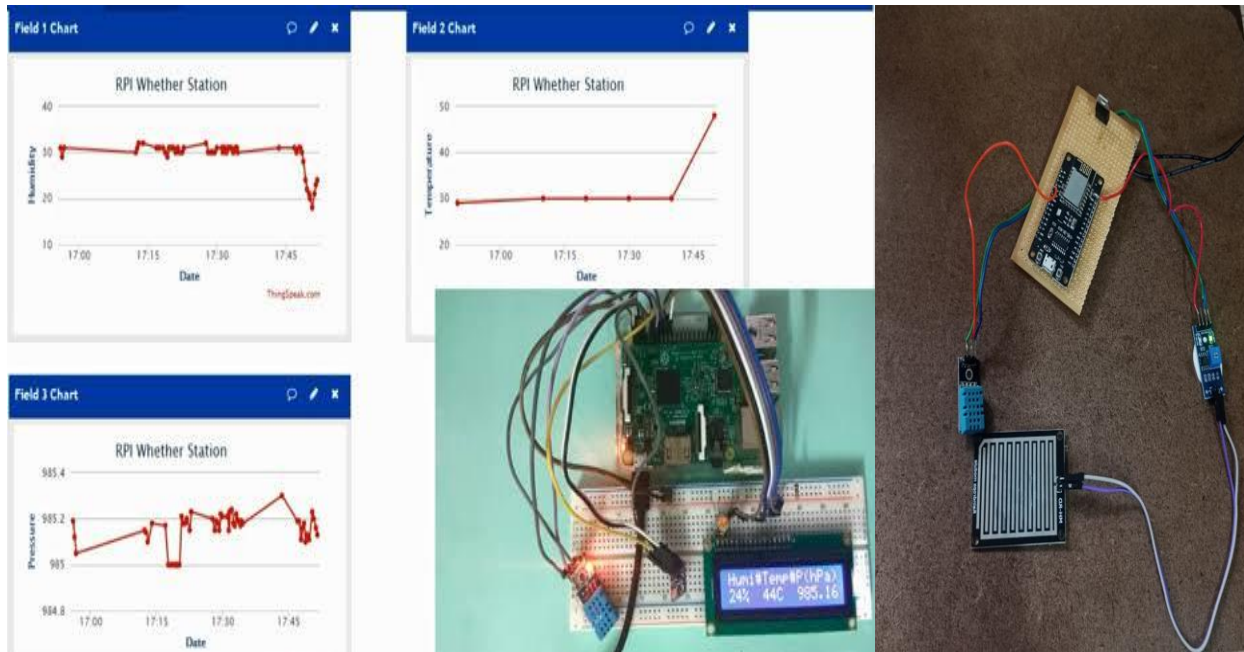 Field 1 Chart
RPI Whether Station
40
30
20
10
Humidity
17:00 17:15 17:30 17:45
Date
ThingSpeak.com
Field 2 Chart
RPI Whether Station
50
40
30
20
Temperature
17:00 17:15 17:30 17:45
Date
Field 3 Chart
RPI Whether Station
985.4
985.2
985
984.8
Pressure
17:00 17:15 17:30 17:45
Date
Humi#Temp#P(hPa)
24% 44C 985.16